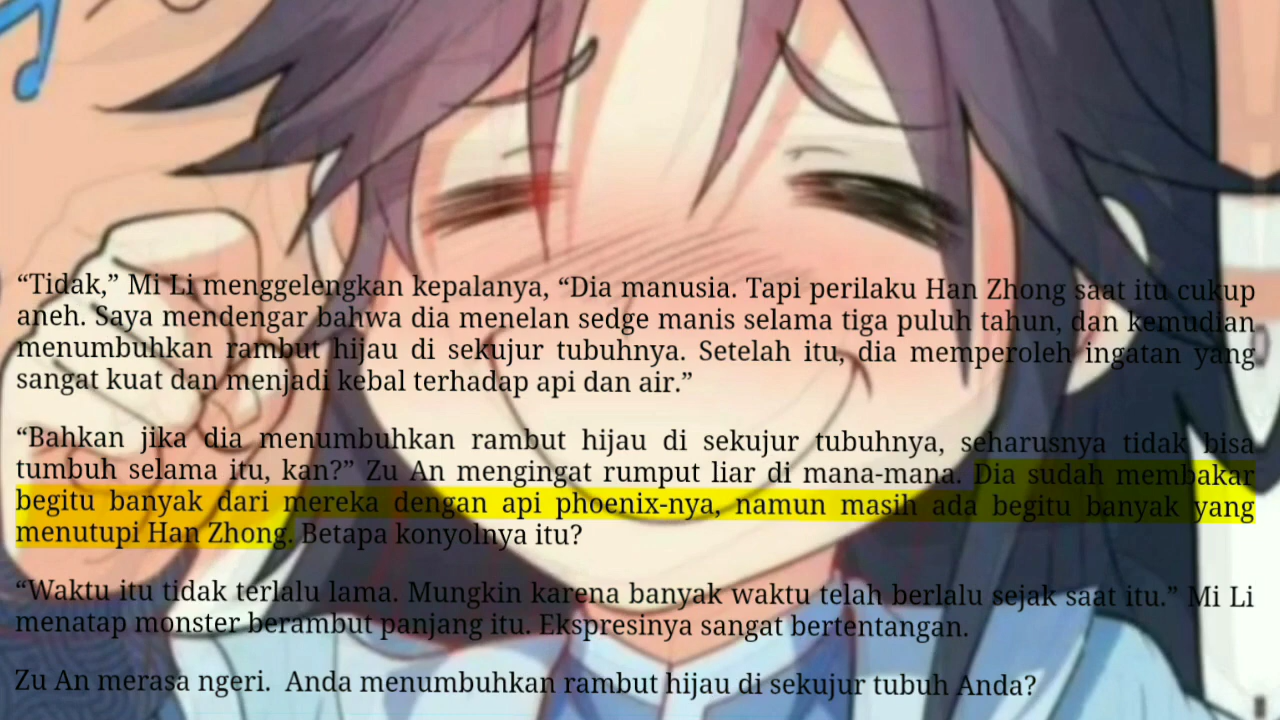 “Tidak,” Mi Li menggelengkan kepalanya, “Dia manusia. Tapi perilaku Han Zhong saat itu cukup
aneh. Saya mendengar bahwa dia menelan sedge manis selama tiga puluh tahun, dan kemudian
menumbuhkan rambut hijau di sekujur tubuhnya. Setelah itu, dia memperoleh ingatan yang
sangat kuat dan menjadi kebal terhadap api dan air.”
“Bahkan jika dia menumbuhkan rambut hijau di sekujur tubuhnya, seharusnya tidak bisa
tumbuh selama itu, kan?” Zu An mengingat rumput liar di mana-mana. Dia sudah membakar
begitu banyak dari mereka dengan api phoenix-nya, namun masih ada begitu banyak yang
menutupi Han Zhong. Betapa konyolnya itu?
“Waktu itu tidak terlalu lama. Mungkin karena banyak waktu telah berlalu sejak saat itu.” Mi Li
menatap monster berambut panjang itu. Ekspresinya sangat bertentangan.
Zu An merasa ngeri. Anda menumbuhkan rambut hijau di sekujur tubuh Anda?